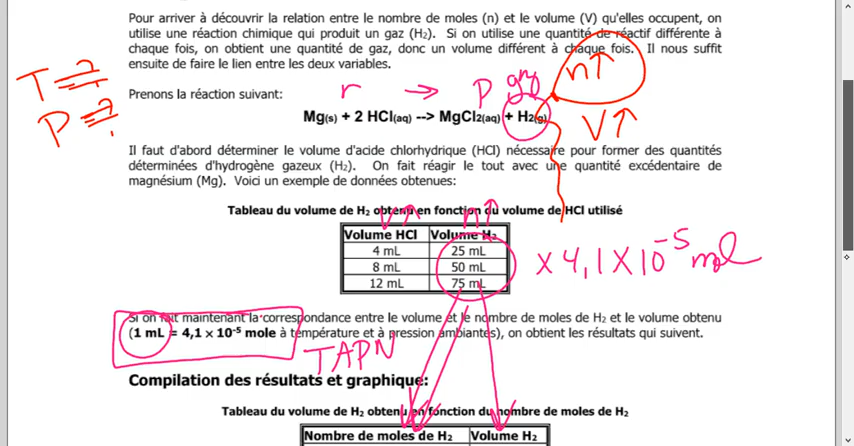 Pour arriver à découvrir la relation entre le nombre de moles (n) et le volume (V) qu'elles occupent, on
utilise une réaction chimique qui produit un gaz (H2). Si on utilise une quantité de réactif différente à
chaque fois, on obtient une quantité de gaz, donc un volume différent à chaque fois. Il nous suffit
ensuite de faire le lien entre les deux variables.
n↑
T = ?
P = ?
V↑
Prenons la réaction suivant:
r → p gaz
Mg(s) + 2 HCl(aq) --> MgCl2(aq) + H2(g)
Il faut d'abord déterminer le volume d'acide chlorhydrique (HCl) nécessaire pour former des quantités
déterminées d'hydrogène gazeux (H2). On fait réagir le tout avec une quantité excédentaire de
magnésium (Mg). Voici un exemple de données obtenues:
Tableau du volume de H2 obtenu en fonction du volume de HCl utilisé
V↑ n↑
Volume HCl Volume H2
4 mL 25 mL
8 mL 50 mL
12 mL 75 mL
x 4,1 x 10-5 mol
Si on fait maintenant la correspondance entre le volume et le nombre de moles de H2 et le volume obtenu
(1 mL = 4,1 x 10-5 mole à température et à pression ambiantes), on obtient les résultats qui suivent.
TAPN
Compilation des résultats et graphique:
Tableau du volume de H2 obtenu en fonction du nombre de moles de H2
Nombre de moles de H2 Volume H2